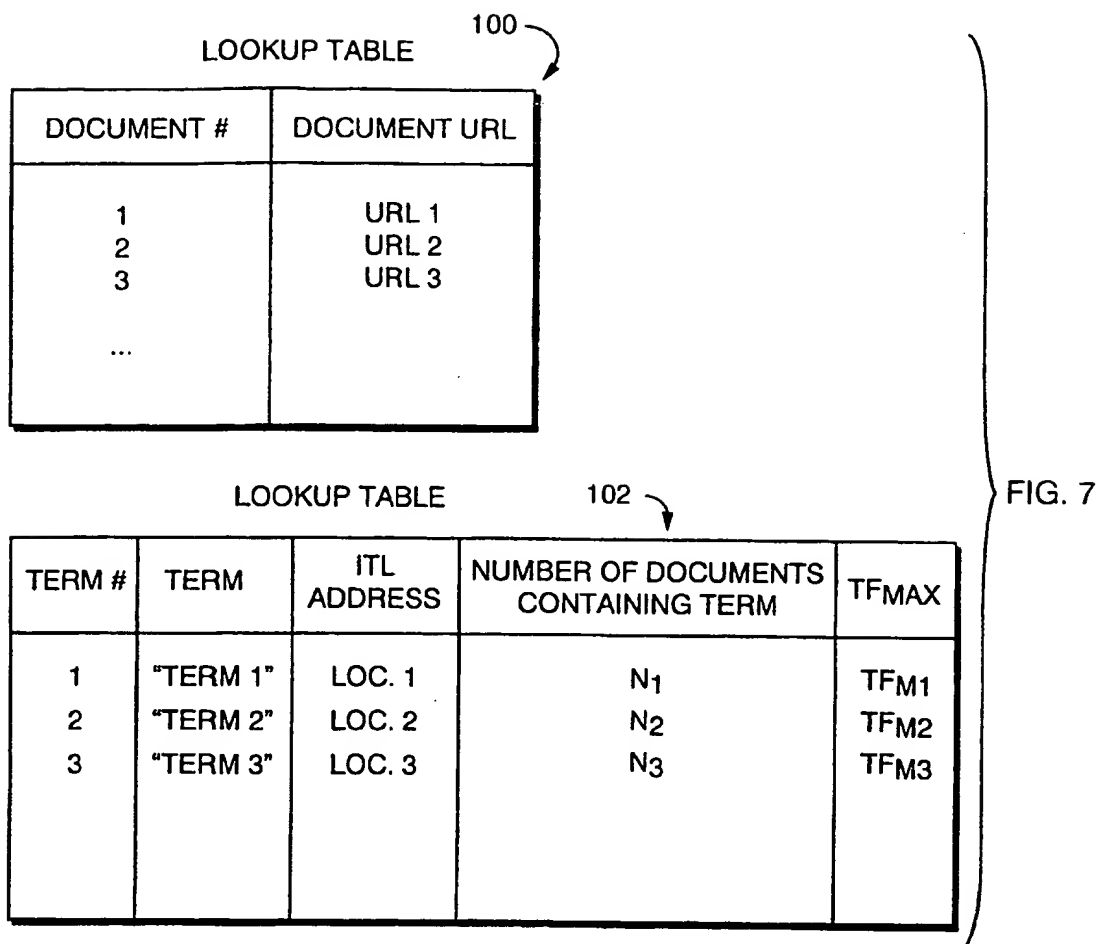 100
LOOKUP TABLE
DOCUMENT # DOCUMENT URL
1 URL 1
2 URL 2
3 URL 3
...
LOOKUP TABLE 102
FIG. 7
TERM # TERM ITL ADDRESS NUMBER OF DOCUMENTS CONTAINING TERM TFMAX
1 "TERM 1" LOC. 1 N1 TFM1
2 "TERM 2" LOC. 2 N2 TFM2
3 "TERM 3" LOC. 3 N3 TFM3